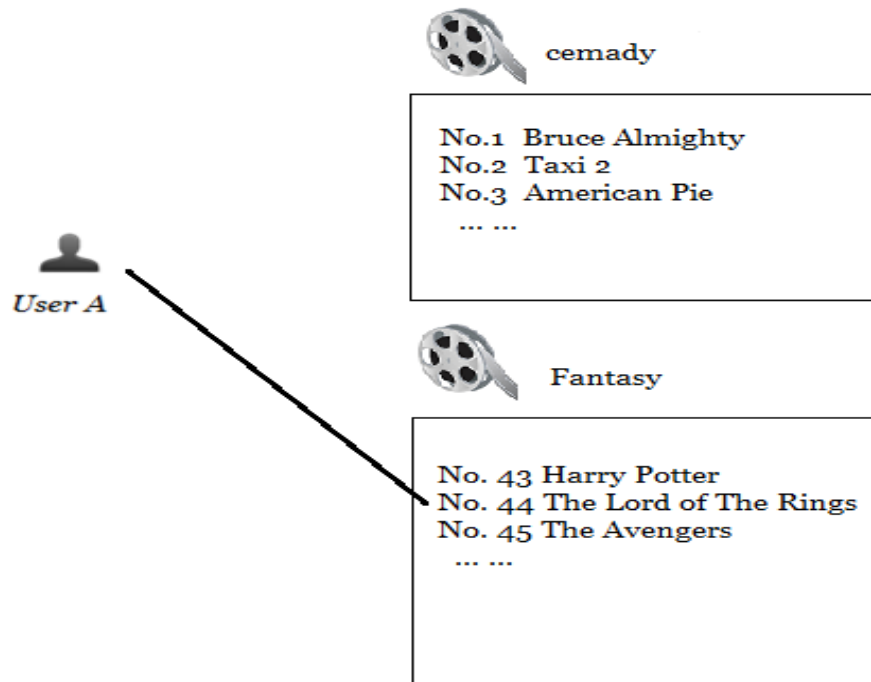 cemady
No.1 Bruce Almighty
No.2 Taxi 2
No.3 American Pie
... ...
User A
Fantasy
No. 43 Harry Potter
No. 44 The Lord of The Rings
No. 45 The Avengers
... ...